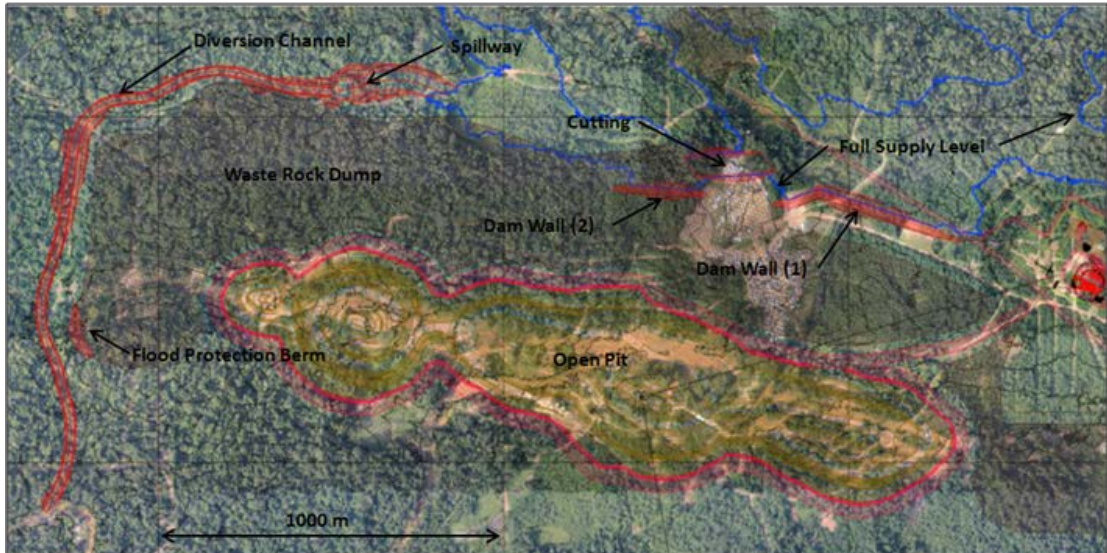 Diversion Channel
Spillway
Cutting
Full Supply Level
Waste Rock Dump
Dam Wall (2)
Dam Wall (1)
Flood Protection Berm
Open Pit
1000 m